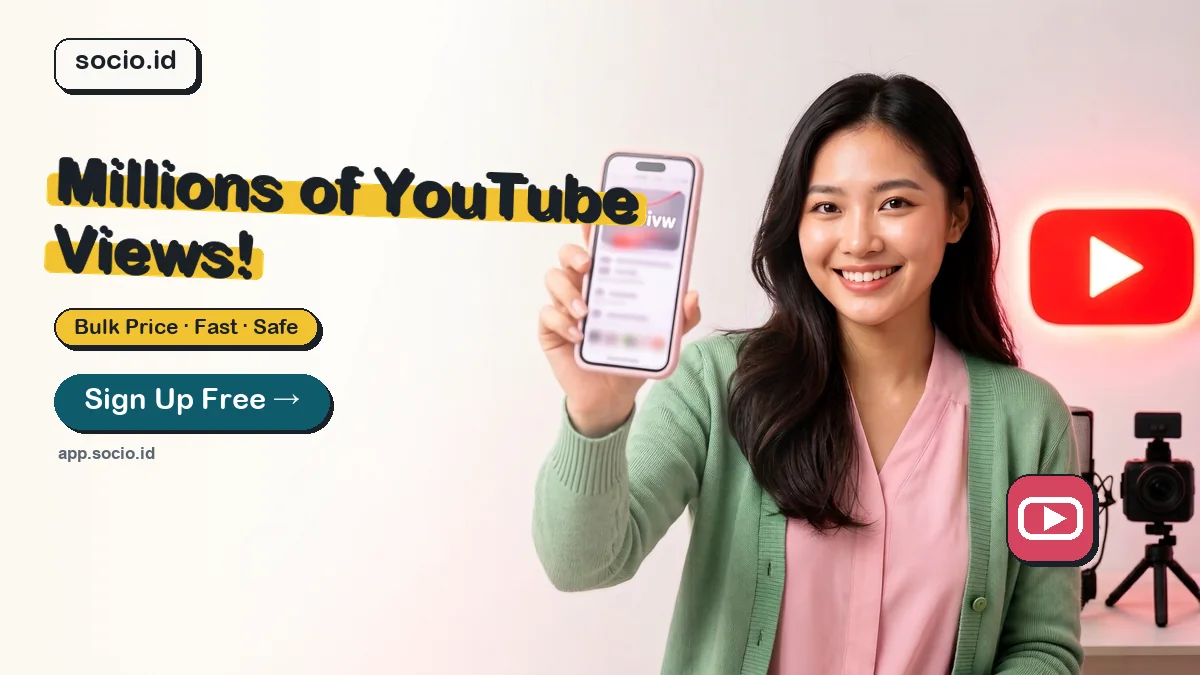 socio.id
Millions of YouTube
Views!
Bulk Price · Fast · Safe
Sign Up Free →
app.socio.id